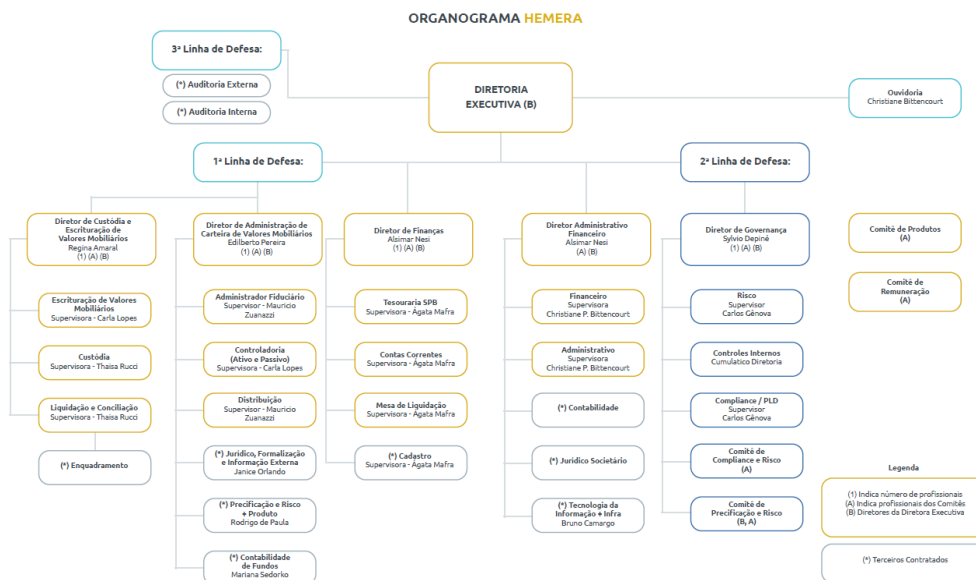 ORGANOGRAMA HEMERA
3ª Linha de Defesa:
(*) Auditoria Externa
(*) Auditoria Interna
DIRETORIA
EXECUTIVA (B)
Ouvidoria
Christiane Bittencourt
1ª Linha de Defesa:
2ª Linha de Defesa:
Diretor de Custódia e
Escrituração de
Valores Mobiliários
Regina Amaral
(1) (A) (B)
Escrituração de Valores
Mobiliários
Supervisora - Carla Lopes
Custódia
Supervisora - Thaisa Rucci
Liquidação e Conciliação
Supervisora - Thaisa Rucci
(*) Enquadramento
Diretor de Administração de
Carteira de Valores Mobiliários
Edilberto Pereira
(1) (A) (B)
Administrador Fiduciário
Supervisor - Mauricio
Zuanazzi
Controladoria
(Ativo e Passivo)
Supervisora - Carla Lopes
Distribuição
Supervisor - Mauricio
Zuanazzi
(*) Jurídico, Formalização
e Informação Externa
Janice Orlando
(*) Precificação e Risco
+ Produto
Rodrigo de Paula
(*) Contabilidade
de Fundos
Mariana Sedorko
Diretor de Finanças
Alsimar Nesi
(1) (A) (B)
Tesouraria SPB
Supervisora - Ágata Mafra
Contas Correntes
Supervisora - Ágata Mafra
Mesa de Liquidação
Supervisora - Ágata Mafra
(*) Cadastro
Supervisora - Ágata Mafra
Diretor Administrativo
Financeiro
Alsimar Nesi
(A) (B)
Financeiro
Supervisora
Christiane P. Bittencourt
Administrativo
Supervisora
Christiane P. Bittencourt
(*) Contabilidade
(*) Jurídico Societário
(*) Tecnologia da
Informação + Infra
Bruno Camargo
Diretor de Governança
Sylvio Depiné
(1) (A) (B)
Risco
Supervisor
Carlos Gênova
Controles Internos
Cumulatico Diretoria
Compliance / PLD
Supervisor
Carlos Gênova
Comitê de
Compliance e Risco
(A)
Comitê de
Precificação e Risco
(B, A)
Comitê de Produtos
(A)
Comitê de
Remuneração
(A)
Legenda
(1) Indica número de profissionais
(A) Indica profissionais dos Comitês
(B) Diretores da Diretora Executiva
(*) Terceiros Contratados